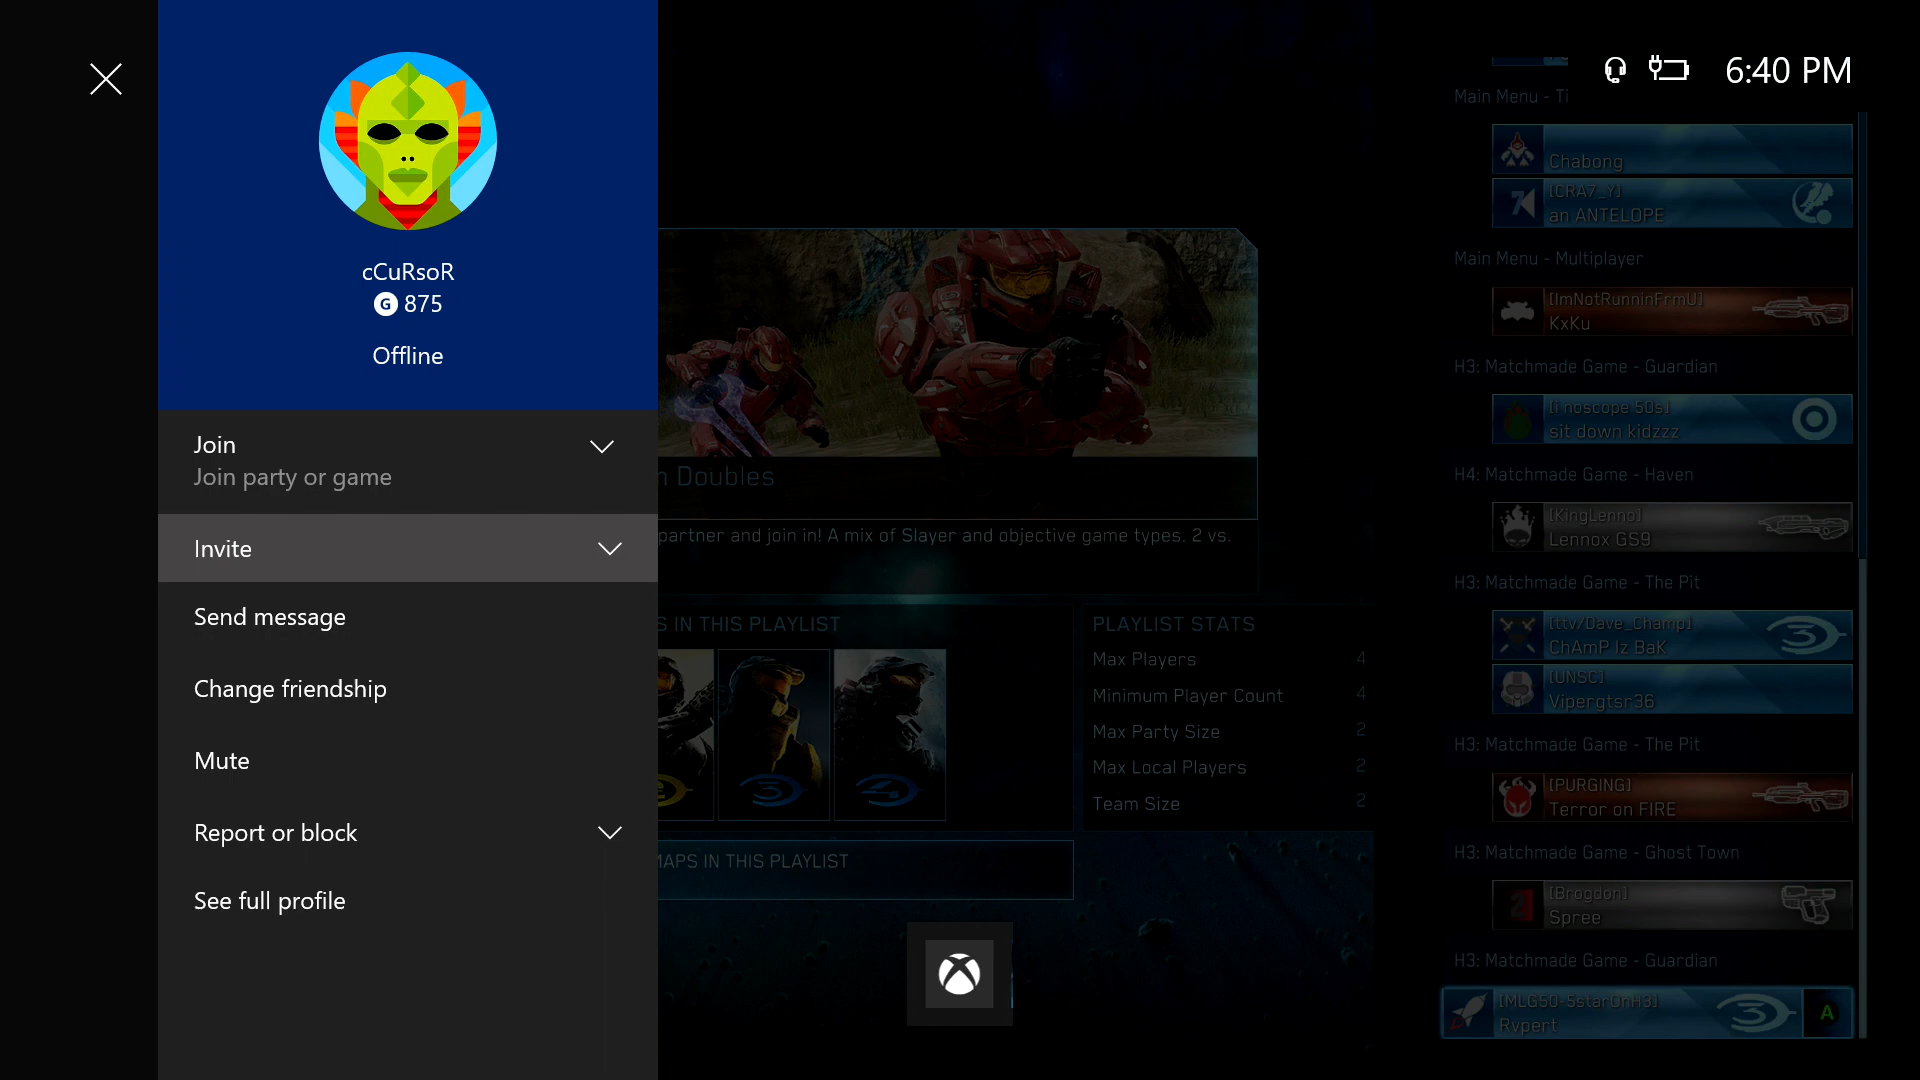 6:40 PM
cCuRsoR
G 875
Offline
Join
Join party or game
Invite
Send message
Change friendship
Mute
Report or block
See full profile
n Doubles
partner and join in! A mix of Slayer and objective game types. 2 vs.
S IN THIS PLAYLIST
3
4
PLAYLIST STATS
Max Players 4
Minimum Player Count 4
Max Party Size 2
Max Local Players 2
Team Size 2
MAPS IN THIS PLAYLIST
Main Menu - Ti
Chabong
7
[CRA7_Y]
an ANTELOPE
Main Menu - Multiplayer
[ImNotRunninFrmU]
KxKu
H3: Matchmade Game - Guardian
[i noscope 50s]
sit down kidzzz
H4: Matchmade Game - Haven
[KingLenno]
Lennox GS9
H3: Matchmade Game - The Pit
[ttv/Dave_Champ]
ChAmP Iz BaK
3
[UNSC]
Vipergtsr36
H3: Matchmade Game - The Pit
[PURGING]
Terror on FIRE
H3: Matchmade Game - Ghost Town
[Brogdon]
Spree
H3: Matchmade Game - Guardian
[MLG50-5starOnH3]
Rvpert
3
A